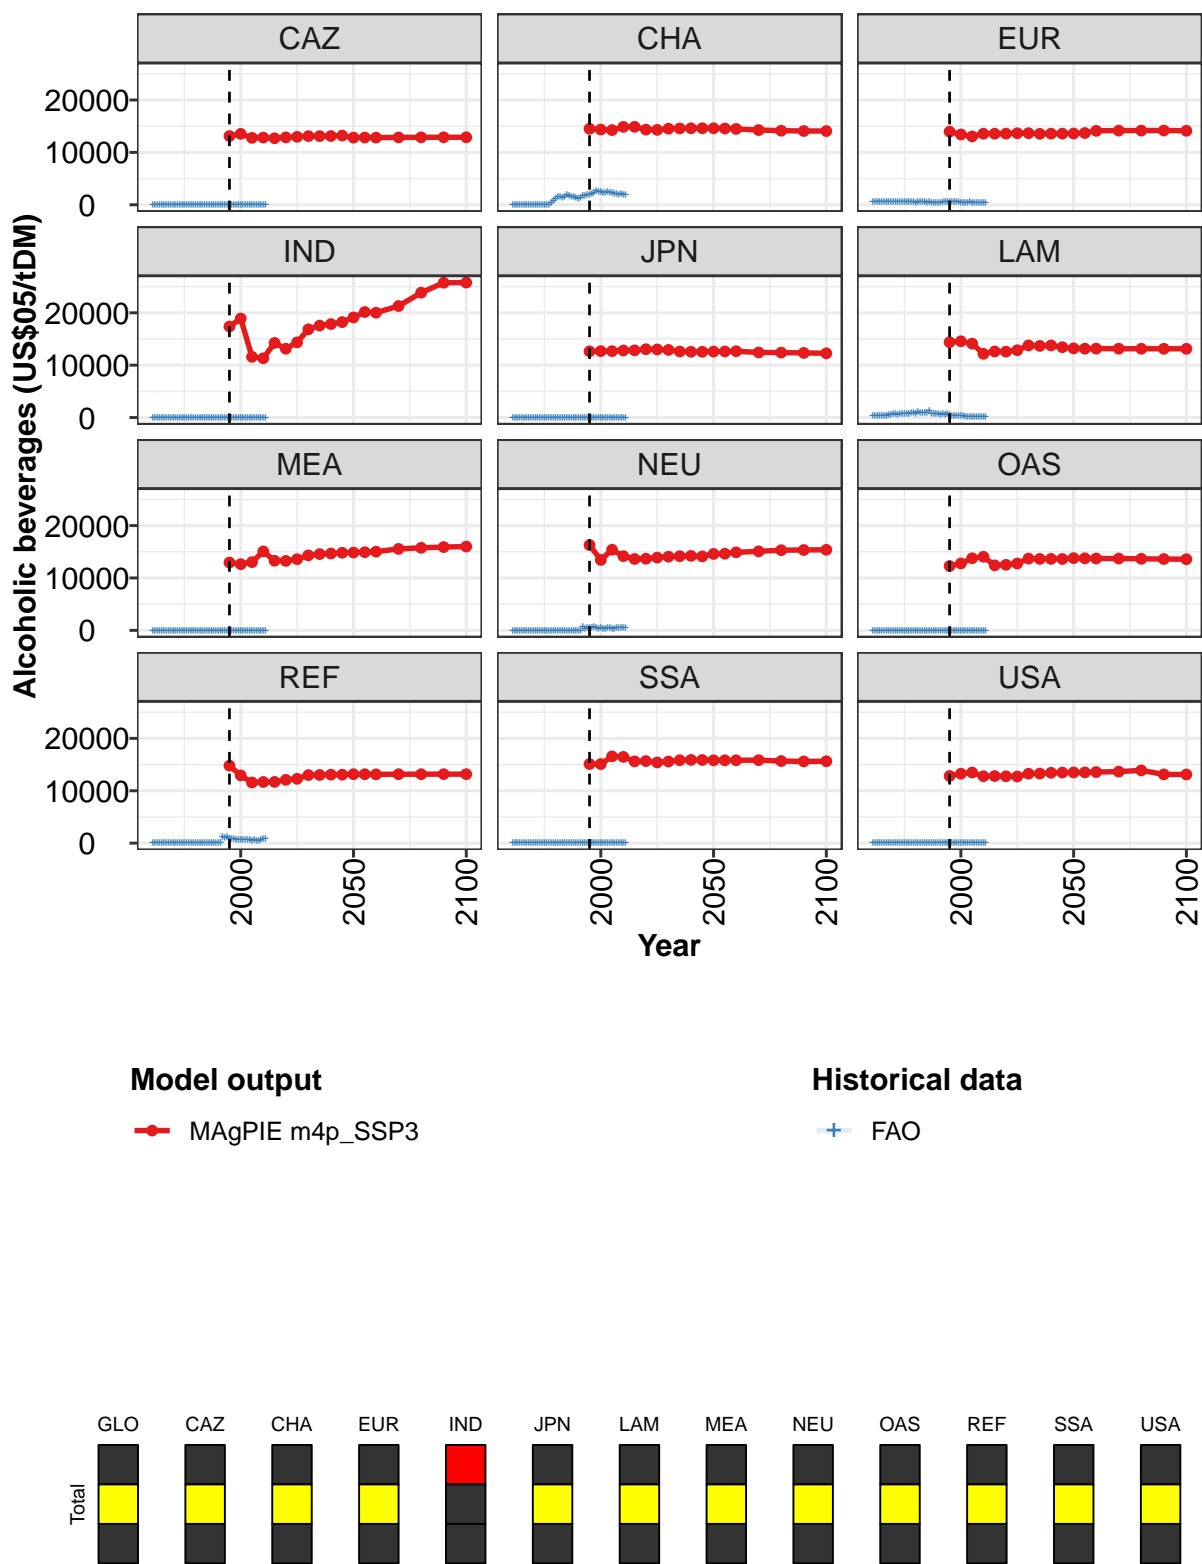 CAZ CHA EUR
20000
10000
0
IND JPN LAM
20000
10000
0
MEA NEU OAS
20000
10000
0
REF SSA USA
20000
10000
0
Alcoholic beverages (US$05/tDM)
2000 2050 2100 2000 2050 2100 2000 2050 2100
Year
Model output Historical data
MAgPIE m4p_SSP3 FAO
GLO CAZ CHA EUR IND JPN LAM MEA NEU OAS REF SSA USA
Total